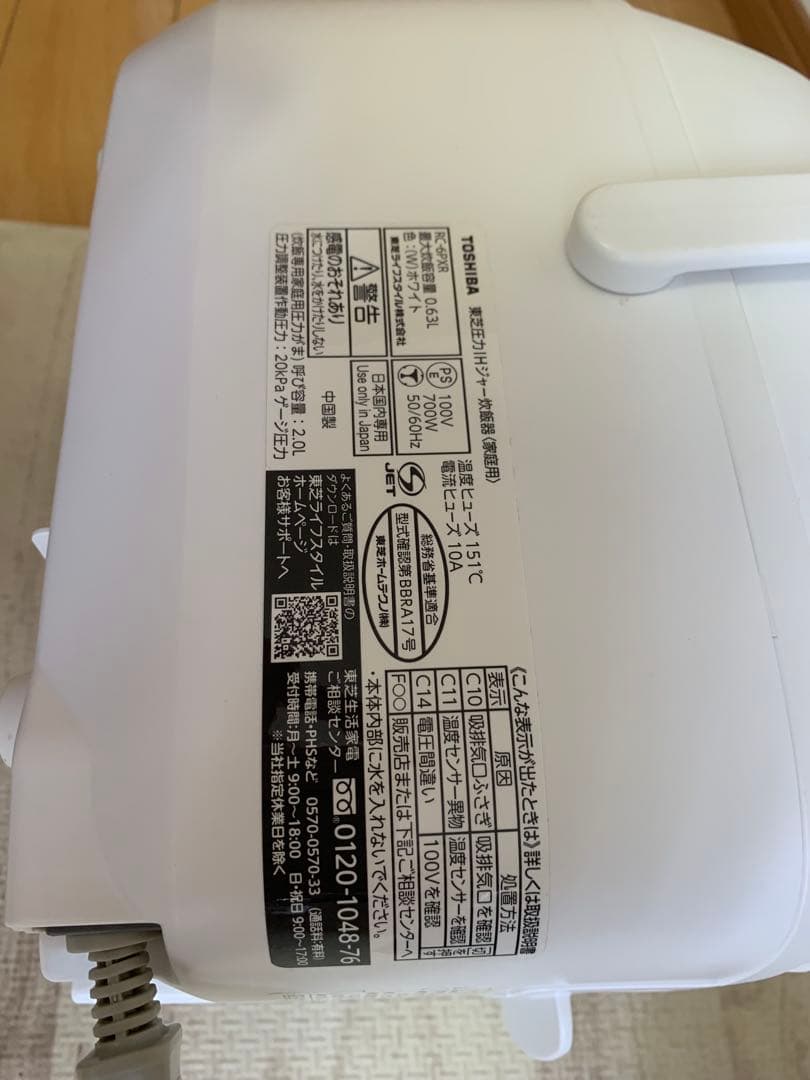 TOSHIBA 東芝圧力IHジャー炊飯器〈家庭用〉
RC-6PXR
最大炊飯容量 0.63L
色:(W)ホワイト
東芝ライフスタイル株式会社
PS
E
100V
700W
50/60Hz
温度ヒューズ 151℃
電流ヒューズ 10A
警告
感電のおそれあり
水につけたり、水をかけたりしない
日本国内専用
Use only in Japan
中国製
JET
総務省基準適合
型式確認第BBRA17号
東芝ホームテクノ(株)
(炊飯専用家庭用圧力がま) 呼び容量:2.0L
圧力調整装置作動圧力:20kPa ゲージ圧力
《こんな表示が出たときは》詳しくは取扱説明書
表示 原因 処置方法
C10 吸排気口ふさぎ 吸排気口を確認
C11 温度センサー異物 温度センサーを確認
C14 電圧間違い 100Vを確認
F○○ 販売店または下記ご相談センターへ
・本体内部に水を入れないでください。
よくあるご質問・取扱説明書の
ダウンロードは
東芝ライフスタイル
ホームページ
お客様サポートへ
東芝生活家電
ご相談センター 0120-1048-76
携帯電話・PHSなど 0570-0570-33 (通話料:有料)
受付時間:月～土 9:00～18:00 日・祝日 9:00～17:00
※当社指定休業日を除く